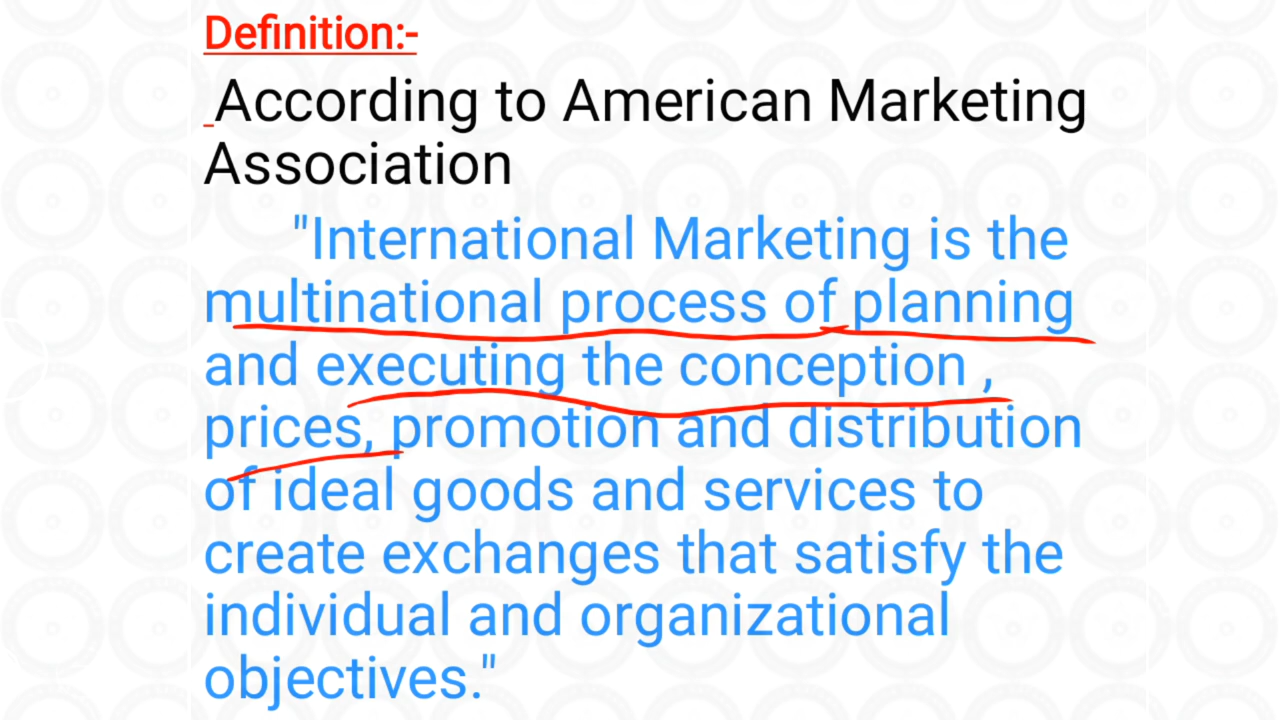 Definition:-
According to American Marketing
Association
"International Marketing is the
multinational process of planning
and executing the conception ,
prices, promotion and distribution
of ideal goods and services to
create exchanges that satisfy the
individual and organizational
objectives."